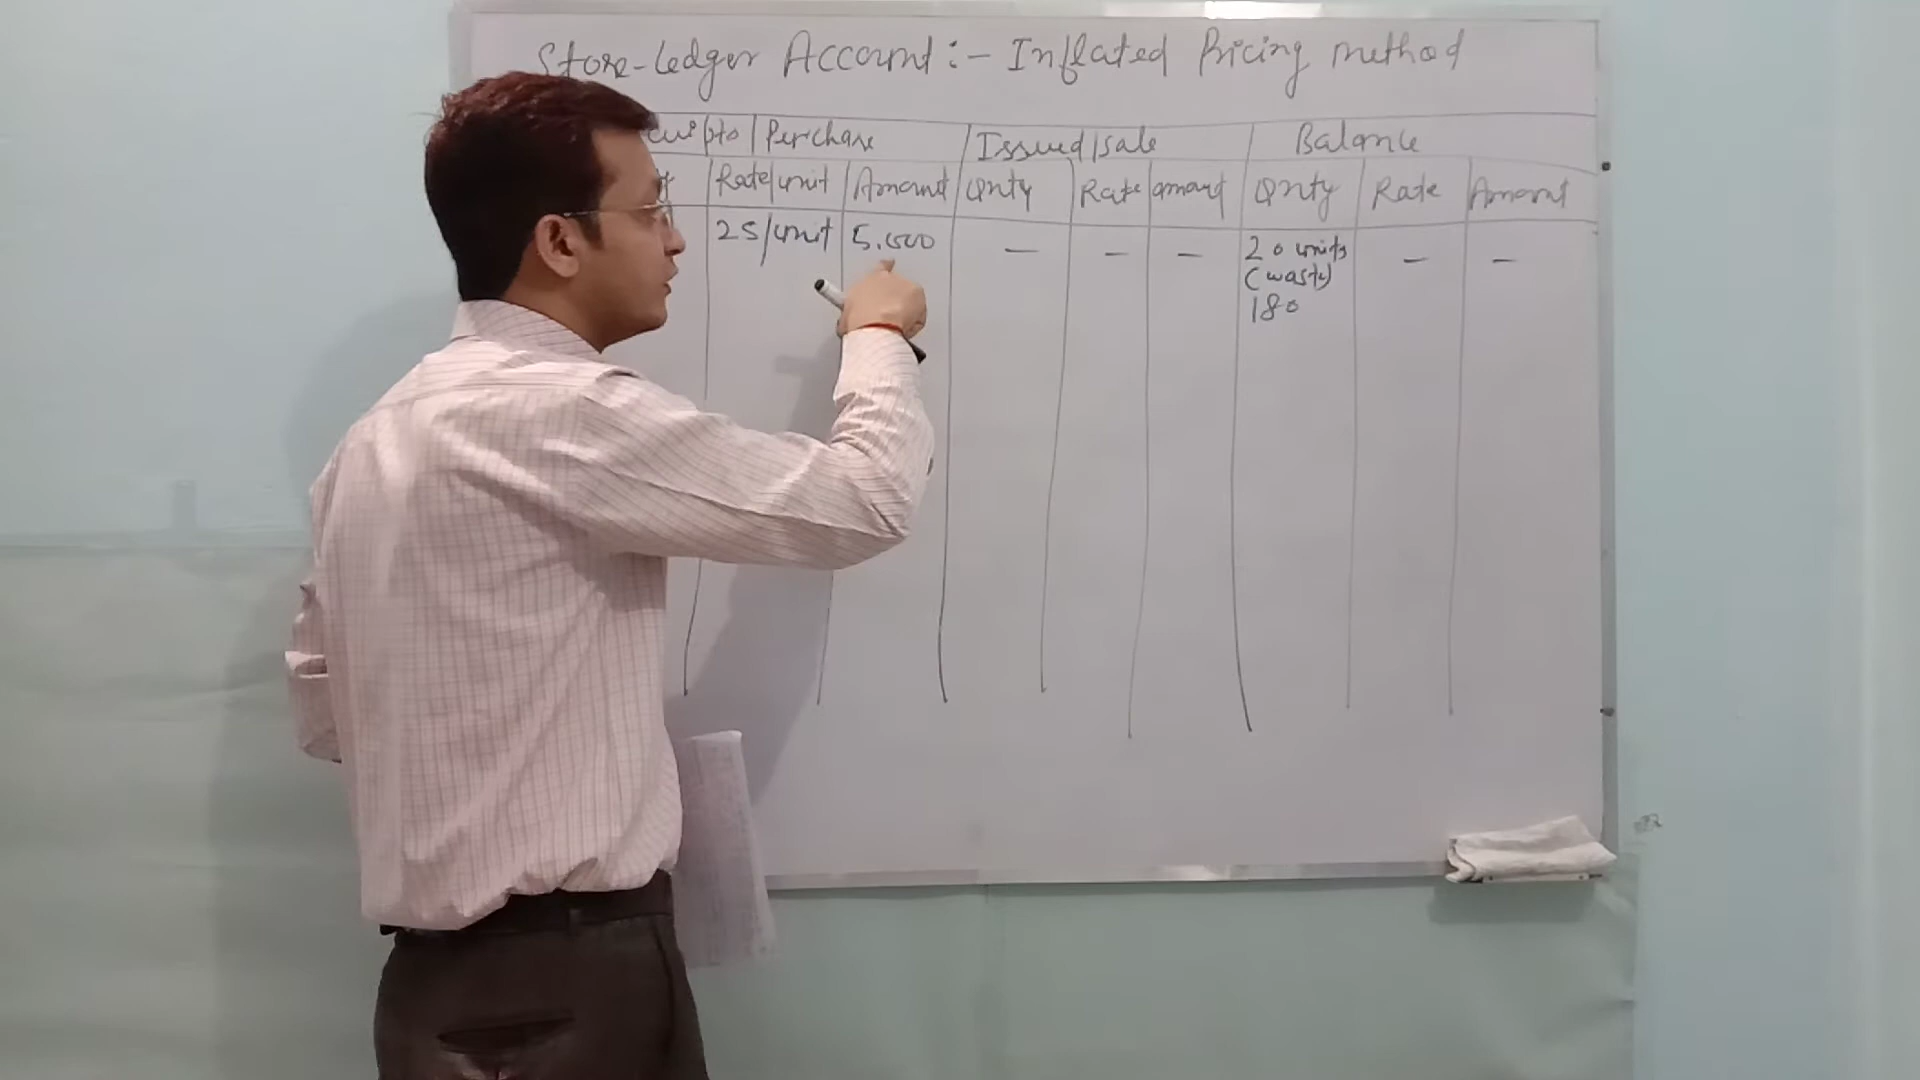 Store-Ledger Account:- Inflated Pricing method
Perchase Issued/sale Balance
Rate/unit Amount Qnty Rate amount Qnty Rate Amount
25/unit 5,000 — — — 20 units — —
(waste)
180